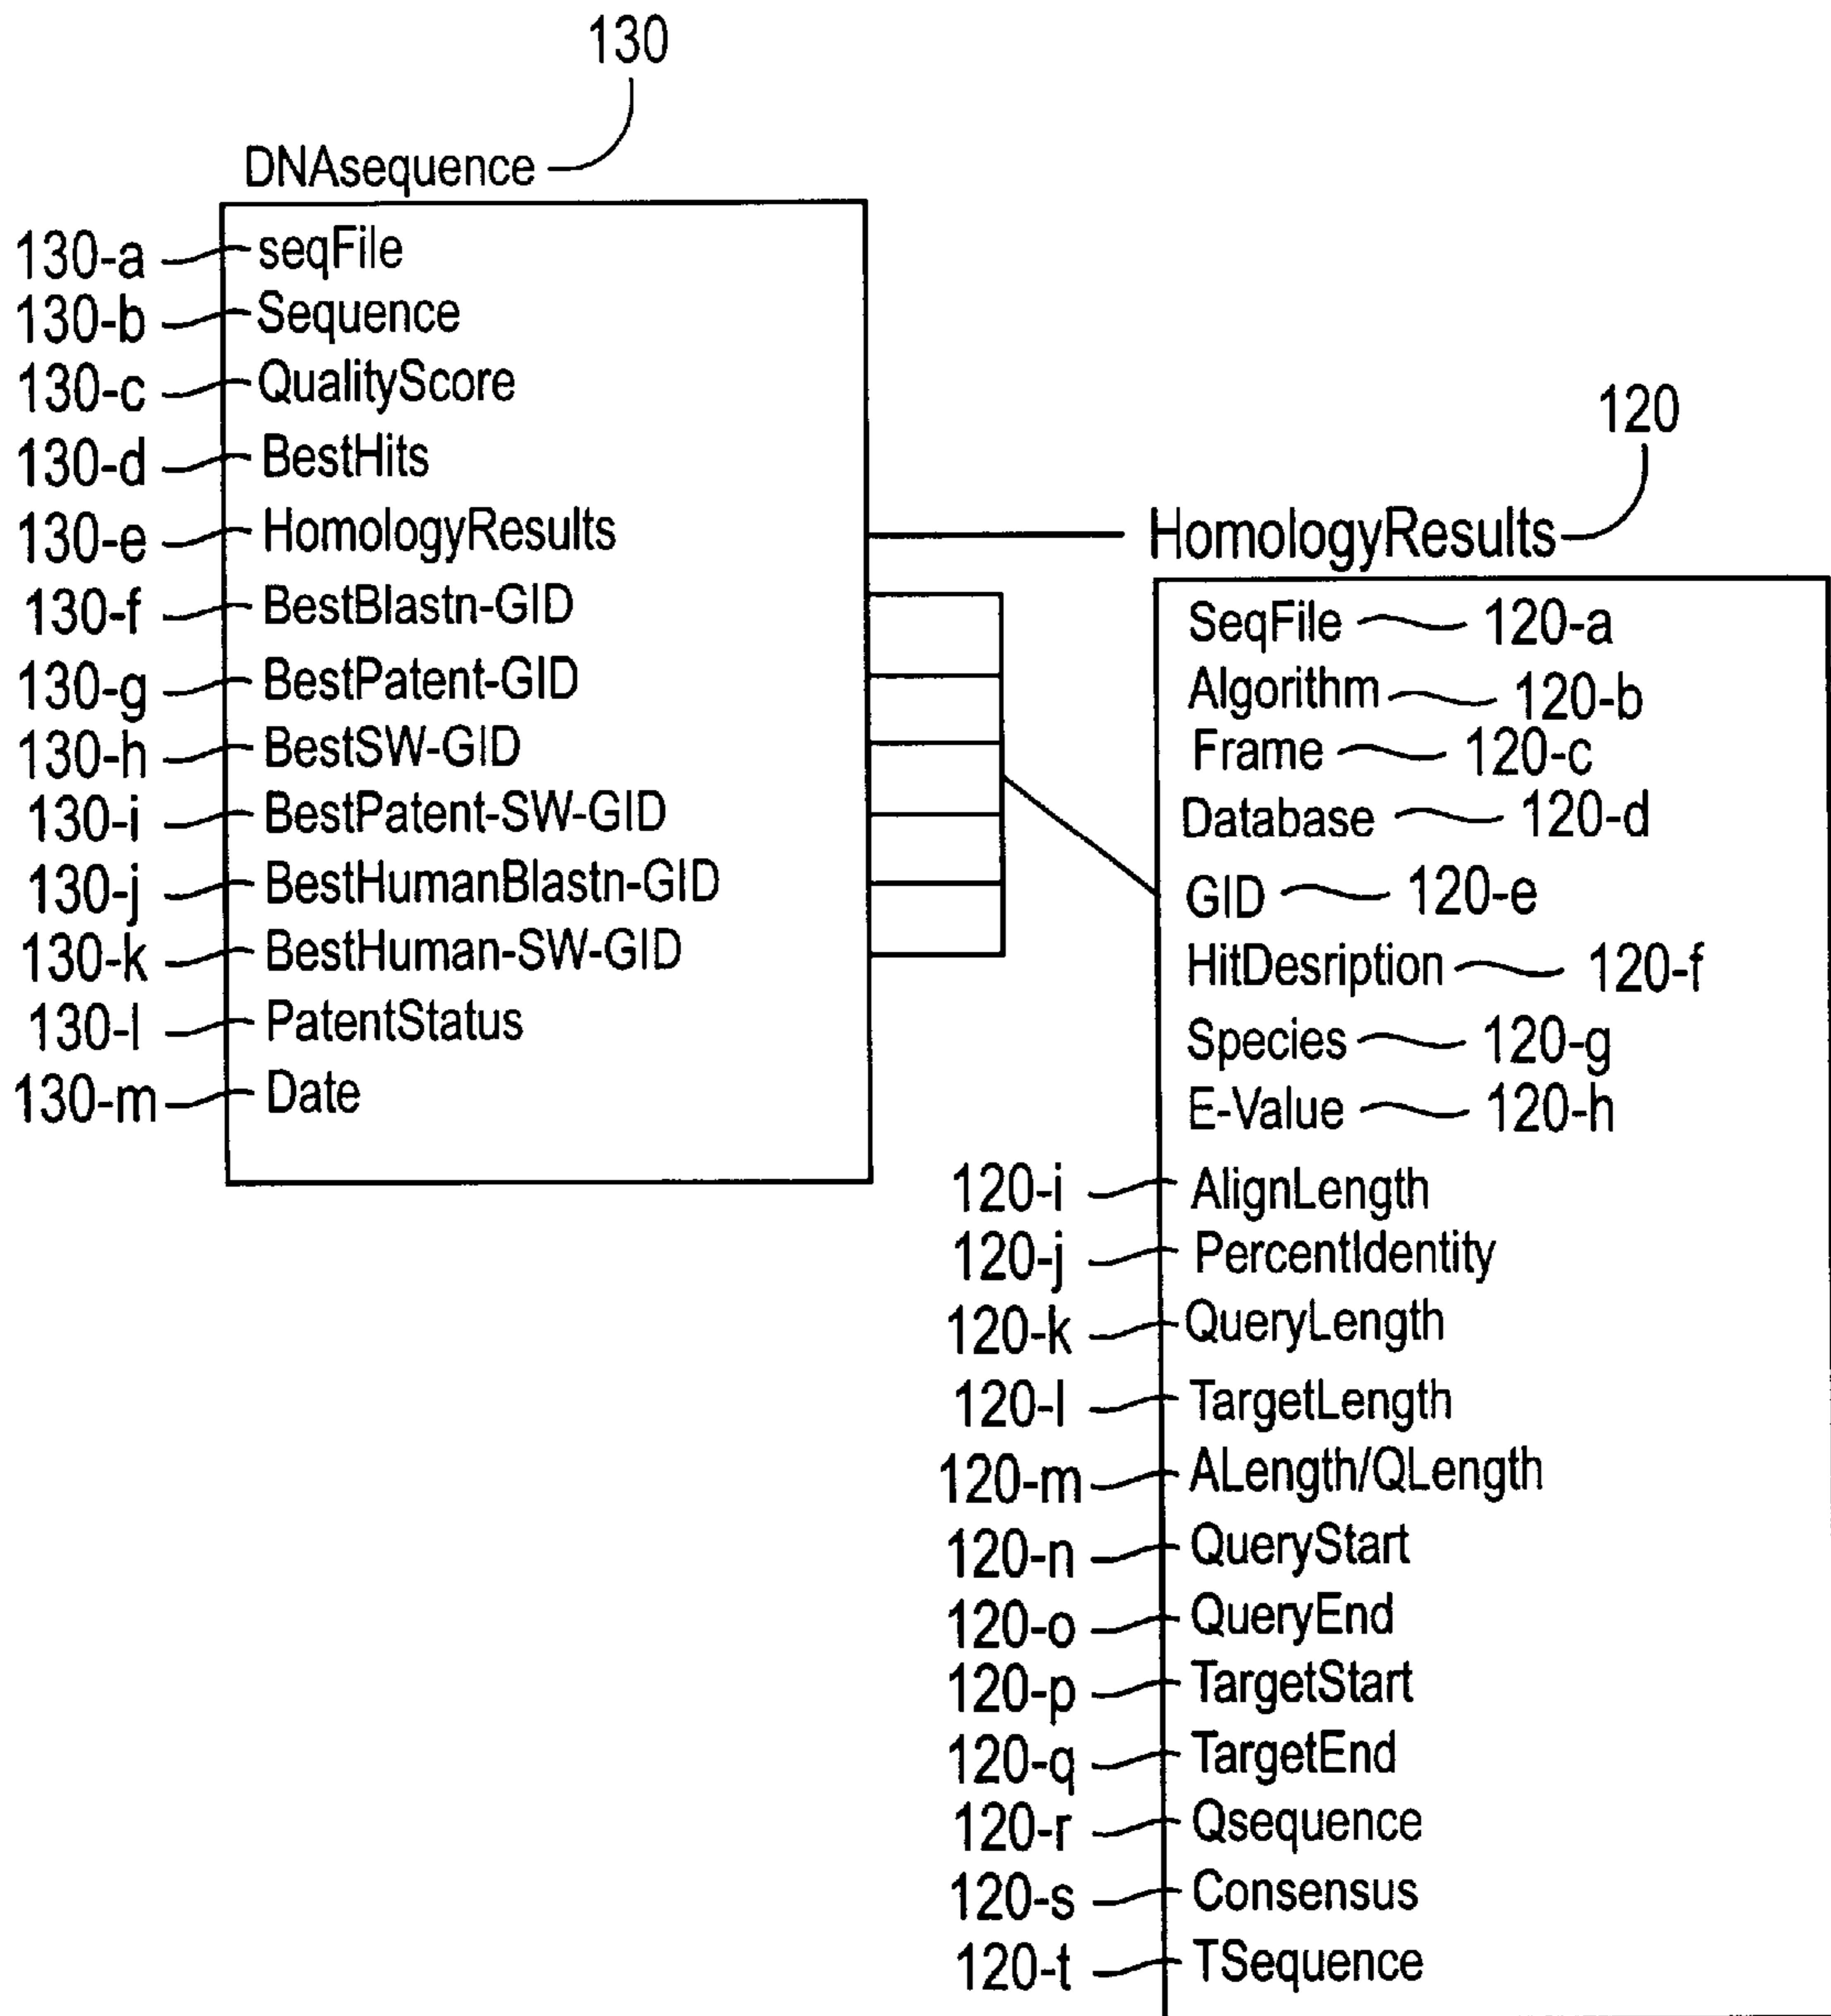 130
DNAsequence
130-a seqFile
130-b Sequence
130-c QualityScore
130-d BestHits
130-e HomologyResults
130-f BestBlastn-GID
130-g BestPatent-GID
130-h BestSW-GID
130-i BestPatent-SW-GID
130-j BestHumanBlastn-GID
130-k BestHuman-SW-GID
130-l PatentStatus
130-m Date
120
HomologyResults
SeqFile 120-a
Algorithm 120-b
Frame 120-c
Database 120-d
GID 120-e
HitDesription 120-f
Species 120-g
E-Value 120-h
120-i AlignLength
120-j PercentIdentity
120-k QueryLength
120-l TargetLength
120-m ALength/QLength
120-n QueryStart
120-o QueryEnd
120-p TargetStart
120-q TargetEnd
120-r Qsequence
120-s Consensus
120-t TSequence